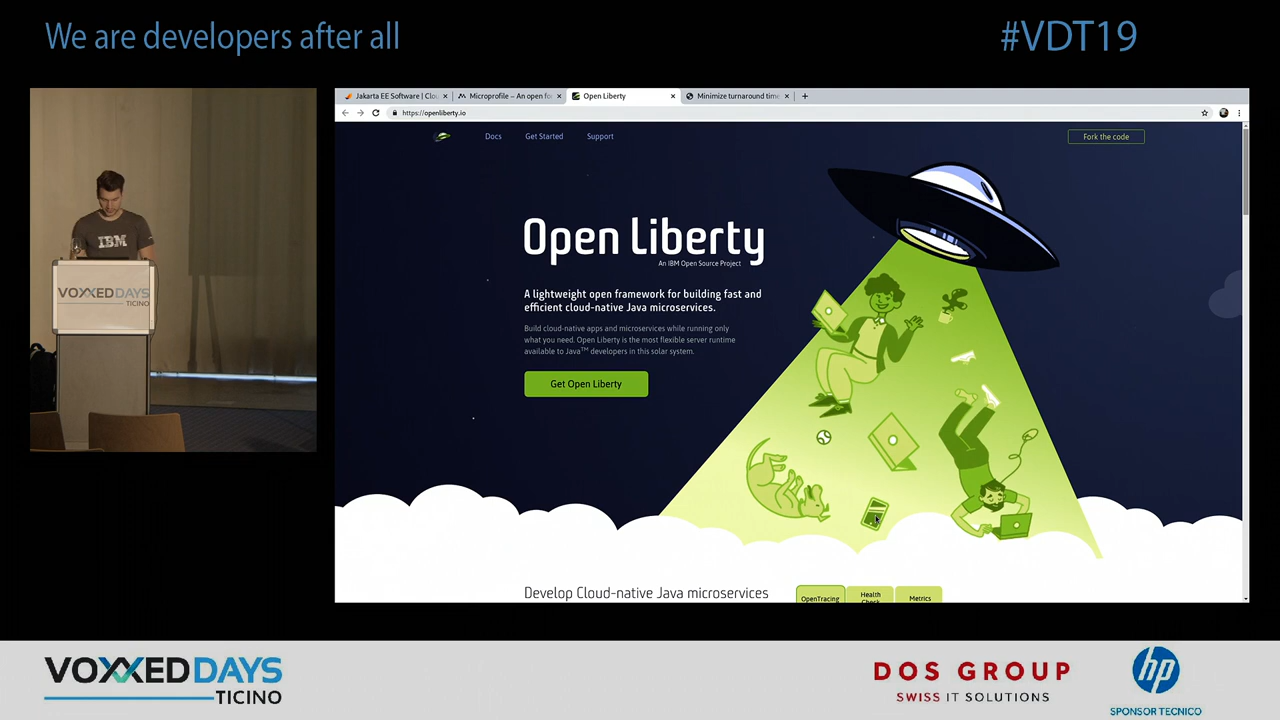 We are developers after all
#VDT19
Jakarta EE Software | Clo
Microprofile – An open fo
Open Liberty
Minimize turnaround time
https://openliberty.io
Docs
Get Started
Support
Fork the code
Open Liberty
An IBM Open Source Project
A lightweight open framework for building fast and
efficient cloud-native Java microservices.
Build cloud-native apps and microservices while running only
what you need. Open Liberty is the most flexible server runtime
available to Java™ developers in this solar system.
Get Open Liberty
Develop Cloud-native Java microservices
OpenTracing
Health
Check
Metrics
IBM
VOXXEDDAYS
TICINO
VOXXEDDAYS
TICINO
DOS GROUP
SWISS IT SOLUTIONS
hp
SPONSOR TECNICO